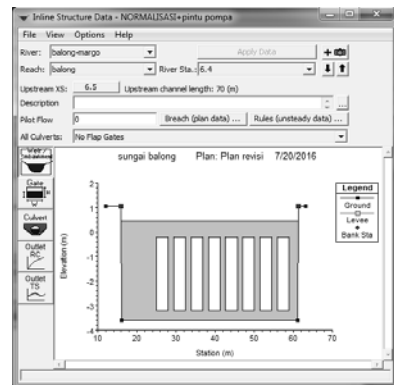 Inline Structure Data - NORMALISASI+pintu pompa
File View Options Help
River: balong-margo Apply Data
Reach: balong River Sta.: 6.4
Upstream XS: 6.5 Upstream channel length: 70 (m)
Description ...
Pilot Flow 0 Breach (plan data) ... Rules (unsteady data) ...
All Culverts: No Flap Gates
Weir / Embankment
Gate
Culvert
Outlet RC
Outlet TS
sungai balong Plan: Plan revisi 7/20/2016
Legend
Ground
Levee
Bank Sta
Elevation (m)
2
1
0
-1
-2
-3
-4
10 20 30 40 50 60 70
Station (m)